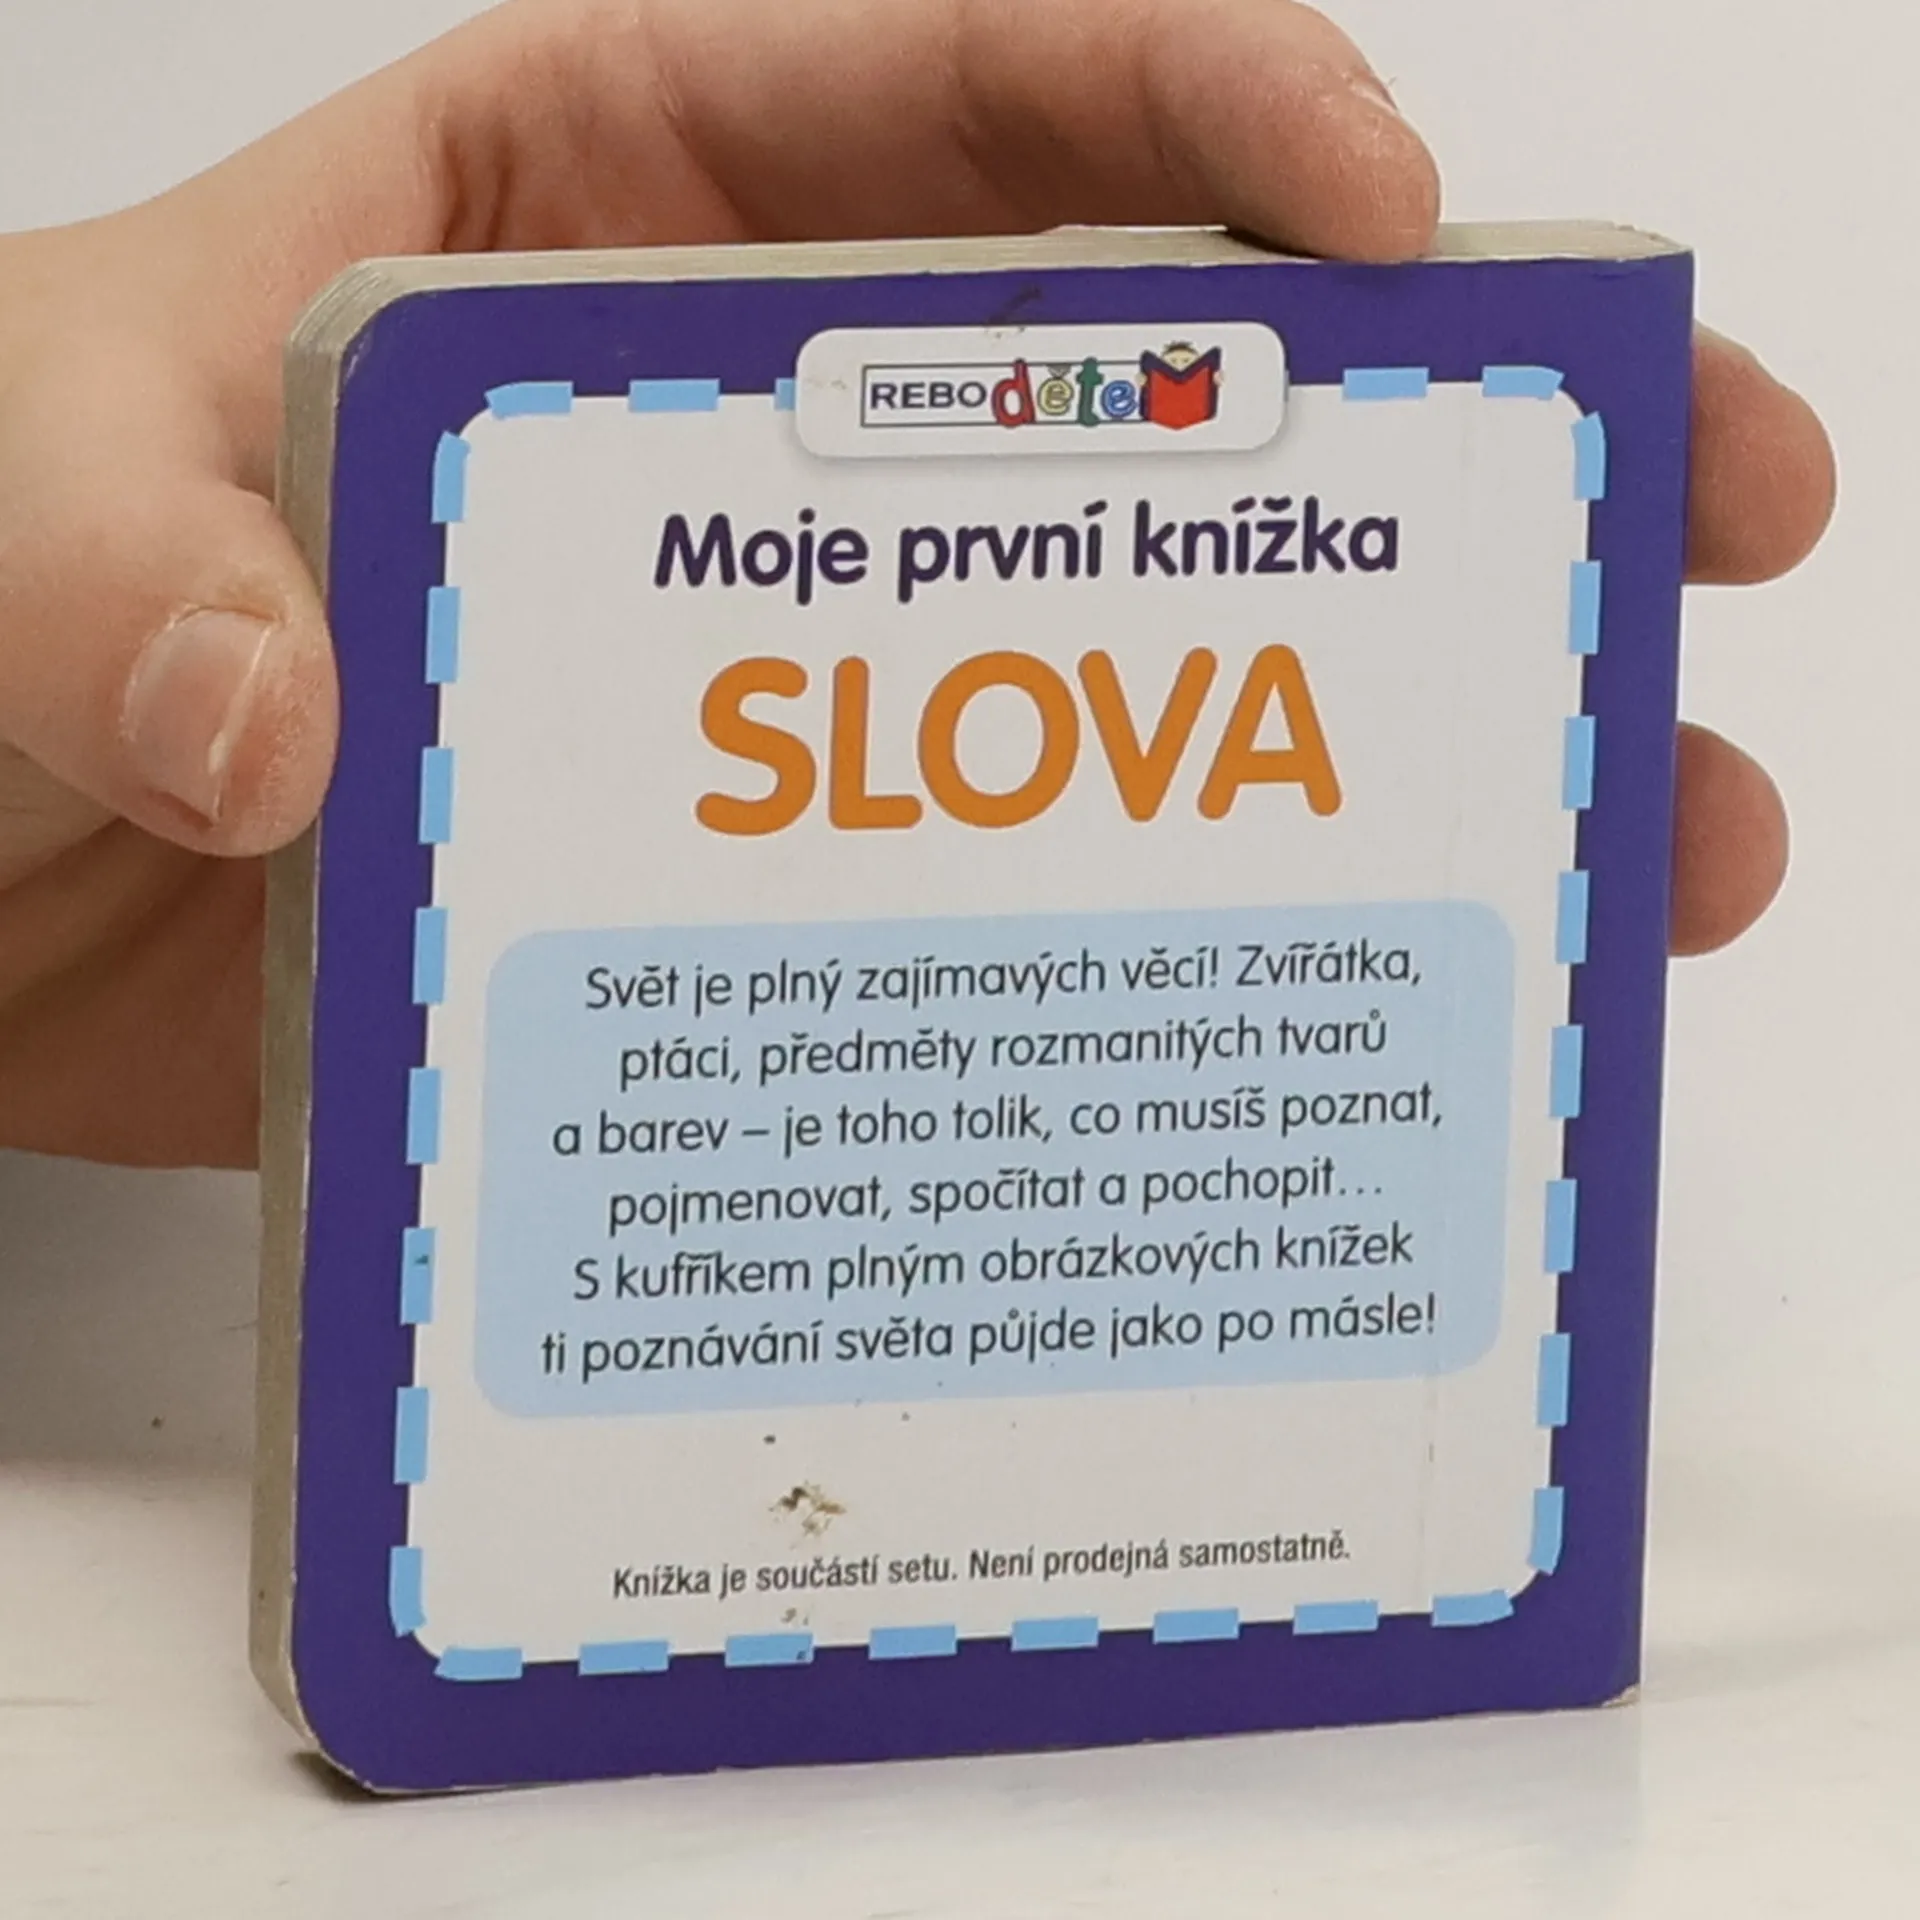 REBO dětem
Moje první knížka
SLOVA
Svět je plný zajímavých věcí! Zvířátka,
ptáci, předměty rozmanitých tvarů
a barev – je toho tolik, co musíš poznat,
pojmenovat, spočítat a pochopit...
S kufříkem plným obrázkových knížek
ti poznávání světa půjde jako po másle!
Knížka je součástí setu. Není prodejná samostatně.